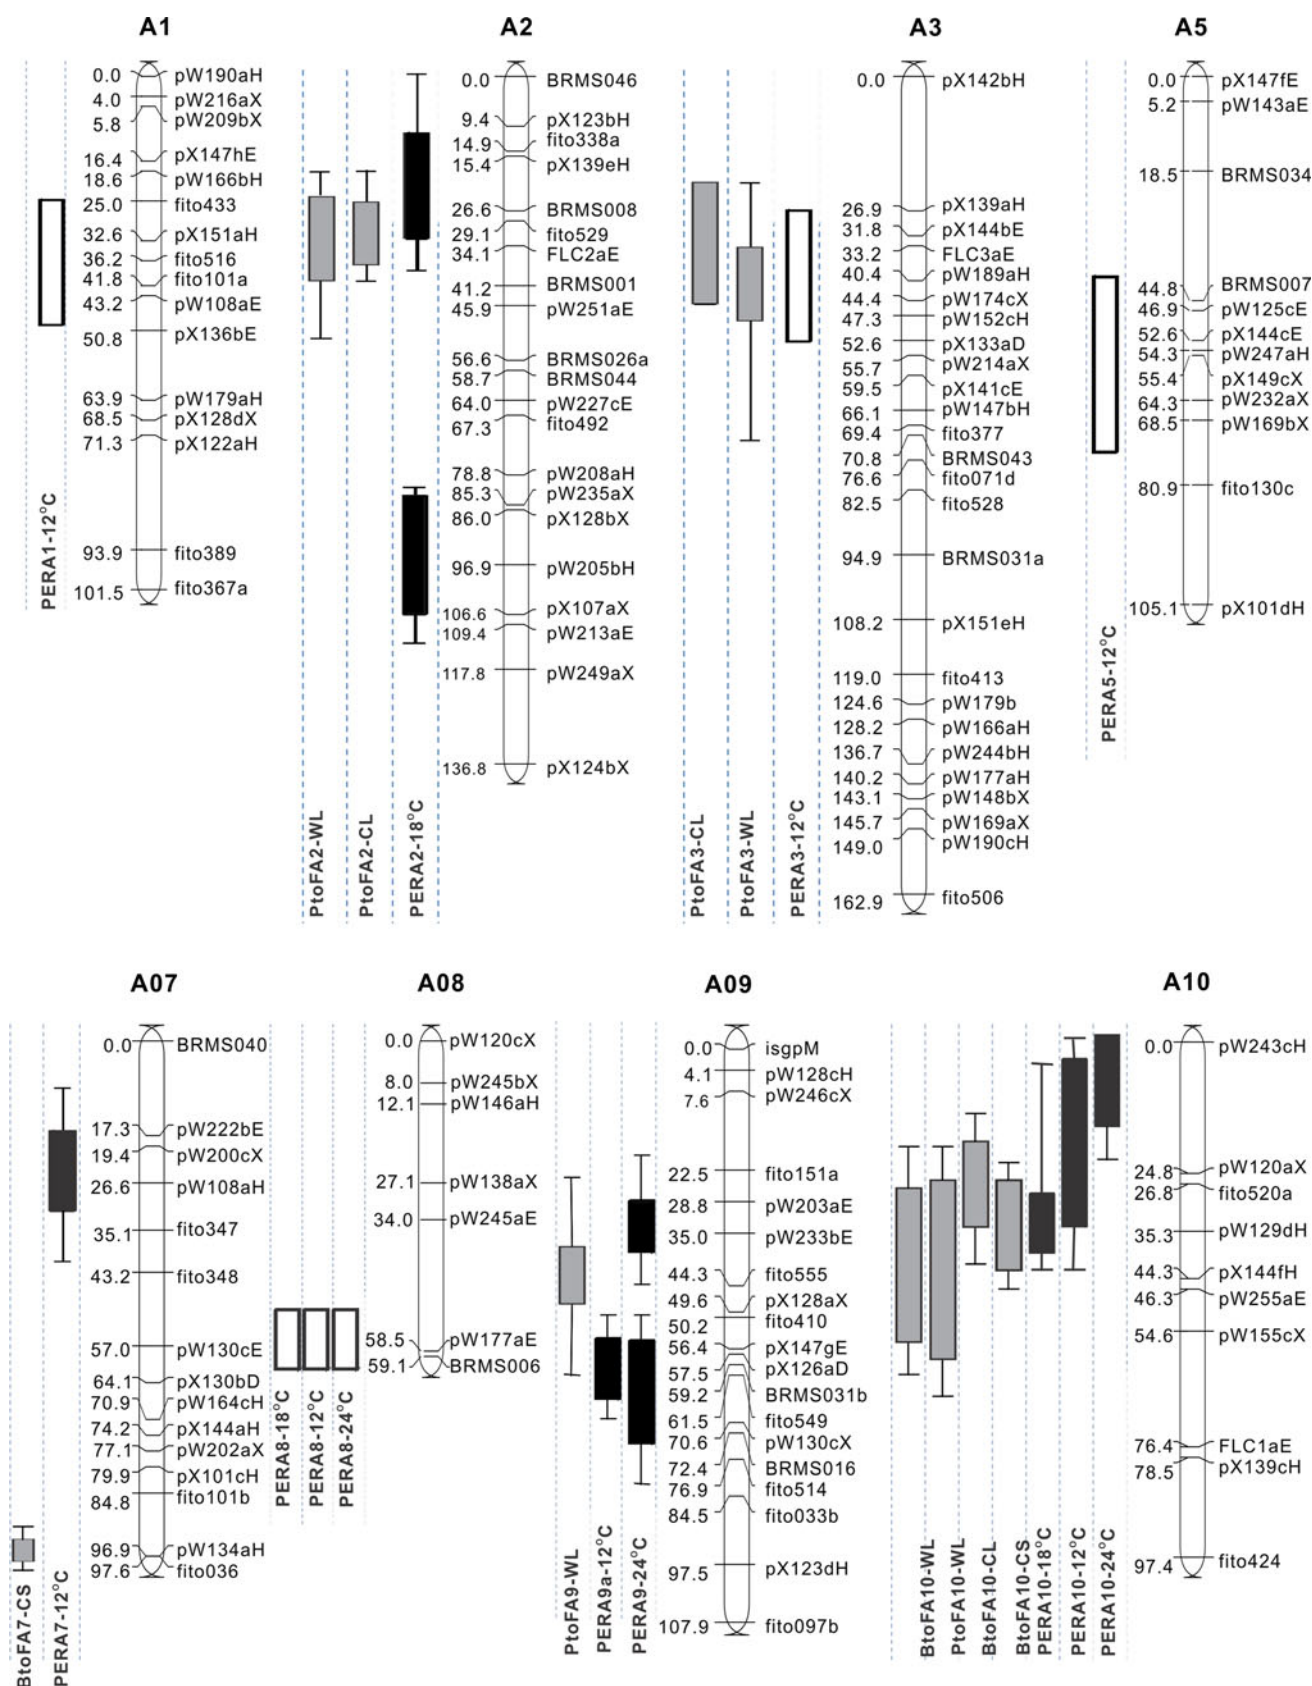 A1
0.0 pW190aH
4.0 pW216aX
5.8 pW209bX
16.4 pX147hE
18.6 pW166bH
25.0 fito433
32.6 pX151aH
36.2 fito516
41.8 fito101a
43.2 pW108aE
50.8 pX136bE
63.9 pW179aH
68.5 pX128dX
71.3 pX122aH
93.9 fito389
101.5 fito367a
PERA1-12°C
A2
0.0 BRMS046
9.4 pX123bH
14.9 fito338a
15.4 pX139eH
26.6 BRMS008
29.1 fito529
34.1 FLC2aE
41.2 BRMS001
45.9 pW251aE
56.6 BRMS026a
58.7 BRMS044
64.0 pW227cE
67.3 fito492
78.8 pW208aH
85.3 pW235aX
86.0 pX128bX
96.9 pW205bH
106.6 pX107aX
109.4 pW213aE
117.8 pW249aX
136.8 pX124bX
PtoFA2-WL
PtoFA2-CL
PERA2-18°C
A3
0.0 pX142bH
26.9 pX139aH
31.8 pX144bE
33.2 FLC3aE
40.4 pW189aH
44.4 pW174cX
47.3 pW152cH
52.6 pX133aD
55.7 pW214aX
59.5 pX141cE
66.1 pW147bH
69.4 fito377
70.8 BRMS043
76.6 fito071d
82.5 fito528
94.9 BRMS031a
108.2 pX151eH
119.0 fito413
124.6 pW179b
128.2 pW166aH
136.7 pW244bH
140.2 pW177aH
143.1 pW148bX
145.7 pW169aX
149.0 pW190cH
162.9 fito506
PtoFA3-CL
PtoFA3-WL
PERA3-12°C
A5
0.0 pX147fE
5.2 pW143aE
18.5 BRMS034
44.8 BRMS007
46.9 pW125cE
52.6 pX144cE
54.3 pW247aH
55.4 pX149cX
64.3 pW232aX
68.5 pW169bX
80.9 fito130c
105.1 pX101dH
PERA5-12°C
A07
0.0 BRMS040
17.3 pW222bE
19.4 pW200cX
26.6 pW108aH
35.1 fito347
43.2 fito348
57.0 pW130cE
64.1 pX130bD
70.9 pW164cH
74.2 pX144aH
77.1 pW202aX
79.9 pX101cH
84.8 fito101b
96.9 pW134aH
97.6 fito036
BtoFA7-CS
PERA7-12°C
A08
0.0 pW120cX
8.0 pW245bX
12.1 pW146aH
27.1 pW138aX
34.0 pW245aE
58.5 pW177aE
59.1 BRMS006
PERA8-18°C
PERA8-12°C
PERA8-24°C
A09
0.0 isgpM
4.1 pW128cH
7.6 pW246cX
22.5 fito151a
28.8 pW203aE
35.0 pW233bE
44.3 fito555
49.6 pX128aX
50.2 fito410
56.4 pX147gE
57.5 pX126aD
59.2 BRMS031b
61.5 fito549
70.6 pW130cX
72.4 BRMS016
76.9 fito514
84.5 fito033b
97.5 pX123dH
107.9 fito097b
PtoFA9-WL
PERA9a-12°C
PERA9-24°C
A10
0.0 pW243cH
24.8 pW120aX
26.8 fito520a
35.3 pW129dH
44.3 pX144fH
46.3 pW255aE
54.6 pW155cX
76.4 FLC1aE
78.5 pX139cH
97.4 fito424
BtoFA10-WL
PtoFA10-WL
BtoFA10-CL
BtoFA10-CS
PERA10-18°C
PERA10-12°C
PERA10-24°C